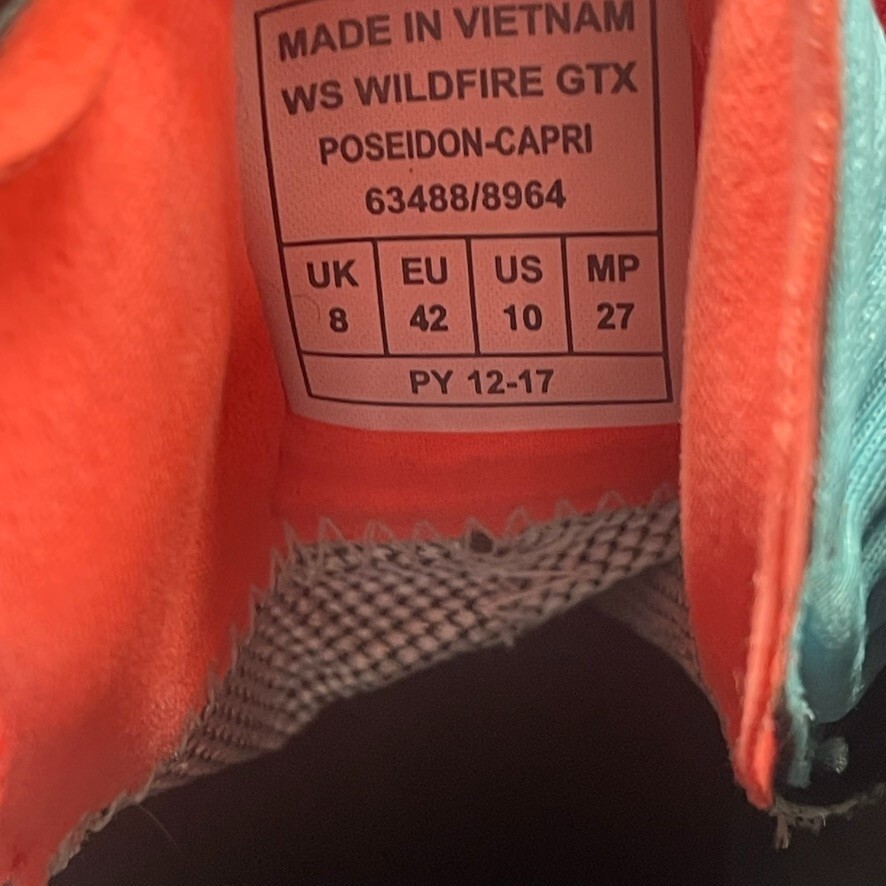 MADE IN VIETNAM
WS WILDFIRE GTX
POSEIDON-CAPRI
63488/8964
UK EU US MP
8 42 10 27
PY 12-17